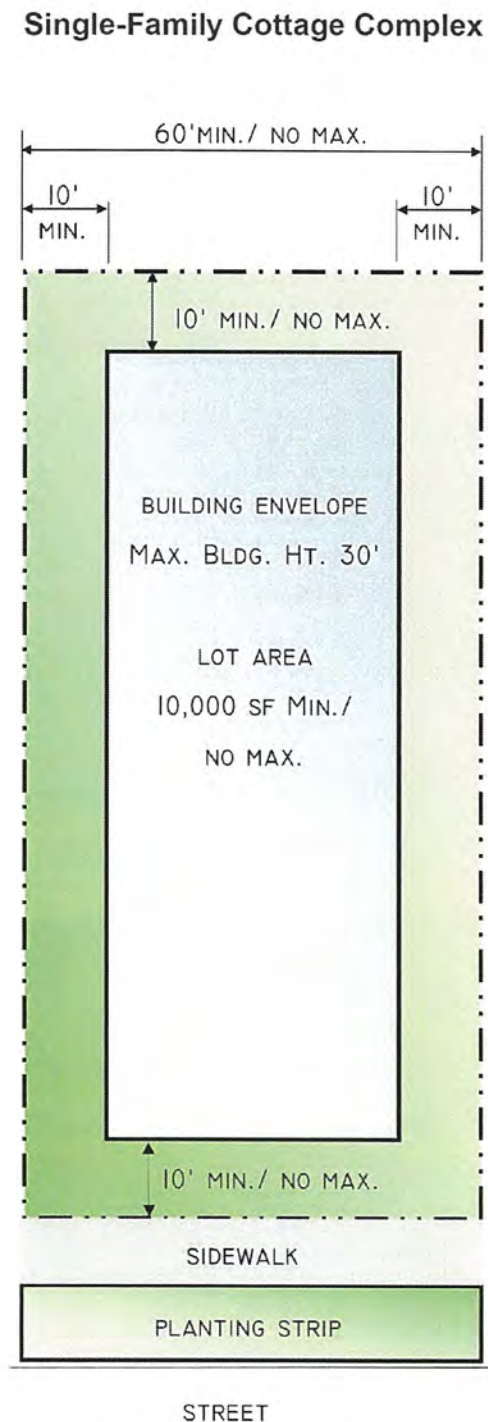 Single-Family Cottage Complex
60'MIN./ NO MAX.
10'
MIN.
10'
MIN.
10' MIN./ NO MAX.
BUILDING ENVELOPE
MAX. BLDG. HT. 30'
LOT AREA
10,000 SF MIN./
NO MAX.
10' MIN./ NO MAX.
SIDEWALK
PLANTING STRIP
STREET